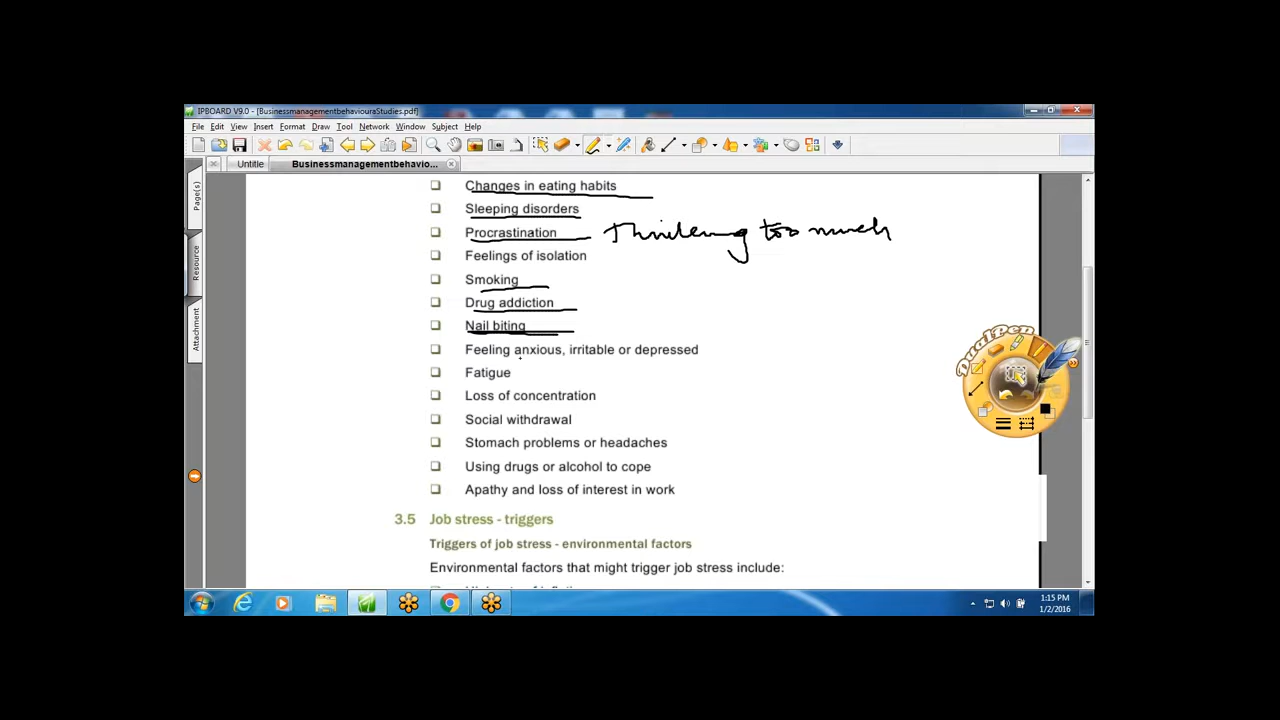 IPBOARD V9.0 - [BusinessmanagementbehaviouraStudies.pdf]
File Edit View Insert Format Draw Tool Network Window Subject Help
Untitle Businessmanagementbehavio...
Page(s)
Resource
Attachment
Changes in eating habits
Sleeping disorders
Procrastination Thinking too much
Feelings of isolation
Smoking
Drug addiction
Nail biting
Feeling anxious, irritable or depressed
Fatigue
Loss of concentration
Social withdrawal
Stomach problems or headaches
Using drugs or alcohol to cope
Apathy and loss of interest in work
DualPen
3.5 Job stress - triggers
Triggers of job stress - environmental factors
Environmental factors that might trigger job stress include:
1:15 PM
1/2/2016